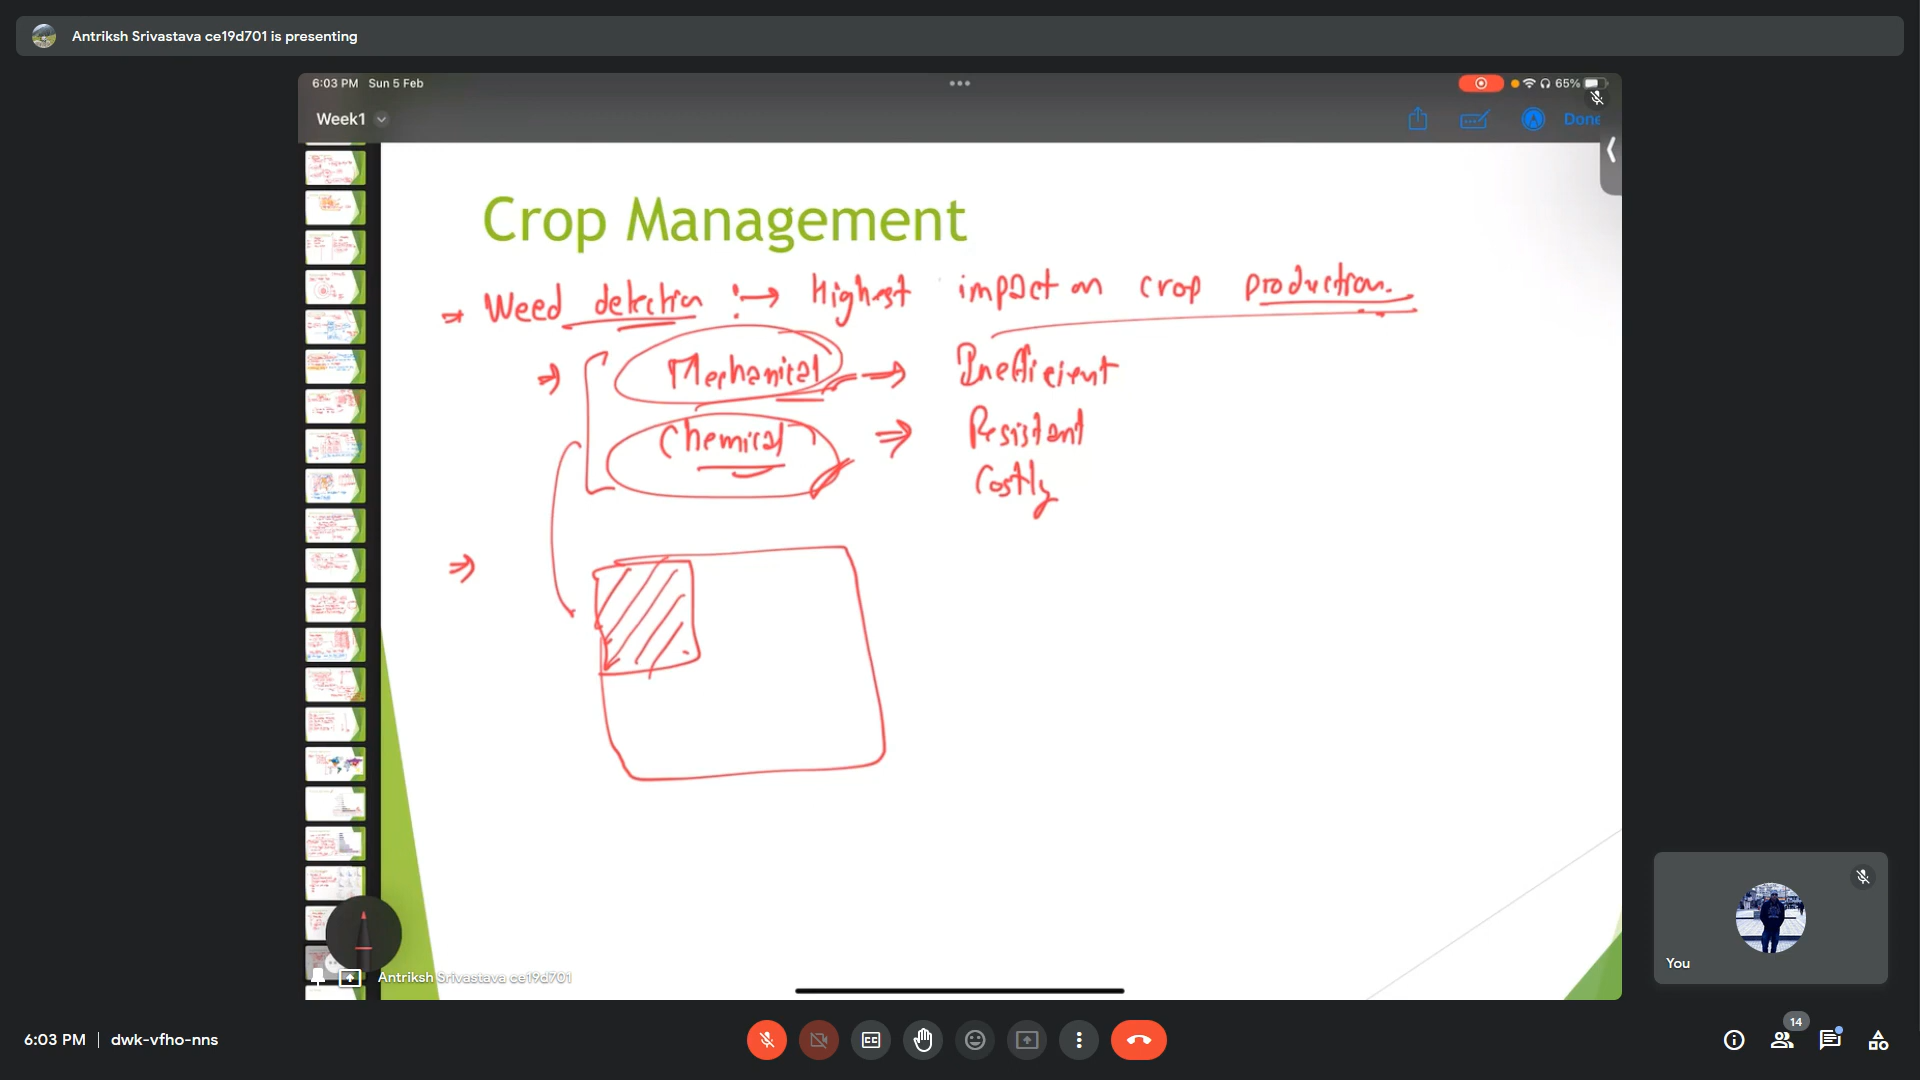 Antriksh Srivastava ce19d701 is presenting
6:03 PM Sun 5 Feb
65%
Week1
Done
Crop Management
⇒ Weed detection :→ Highest impact on crop production.
⇒ Mechanical → Inefficient
Chemical ⇒ Resistant
Costly
⇒
Antriksh Srivastava ce19d701
You
6:03 PM | dwk-vfho-nns
14